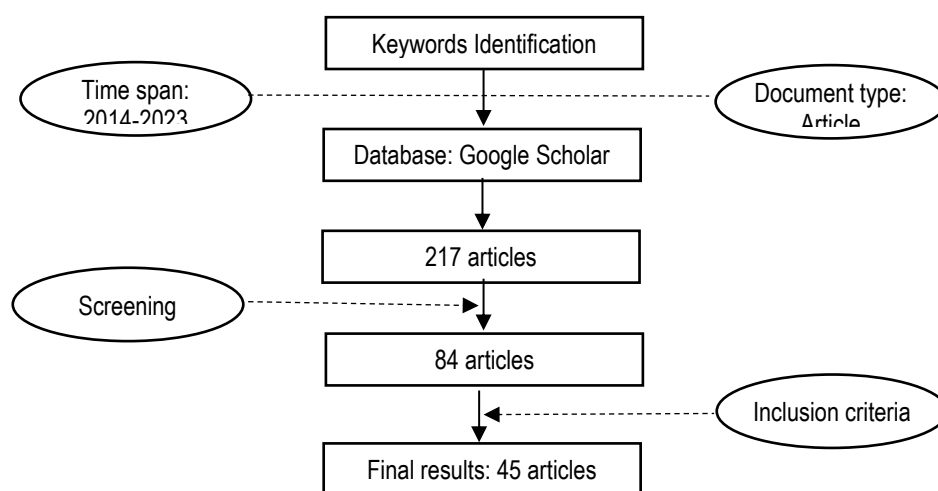 Keywords Identification
Time span:
2014-2023
Document type:
Article
Database: Google Scholar
217 articles
Screening
84 articles
Inclusion criteria
Final results: 45 articles